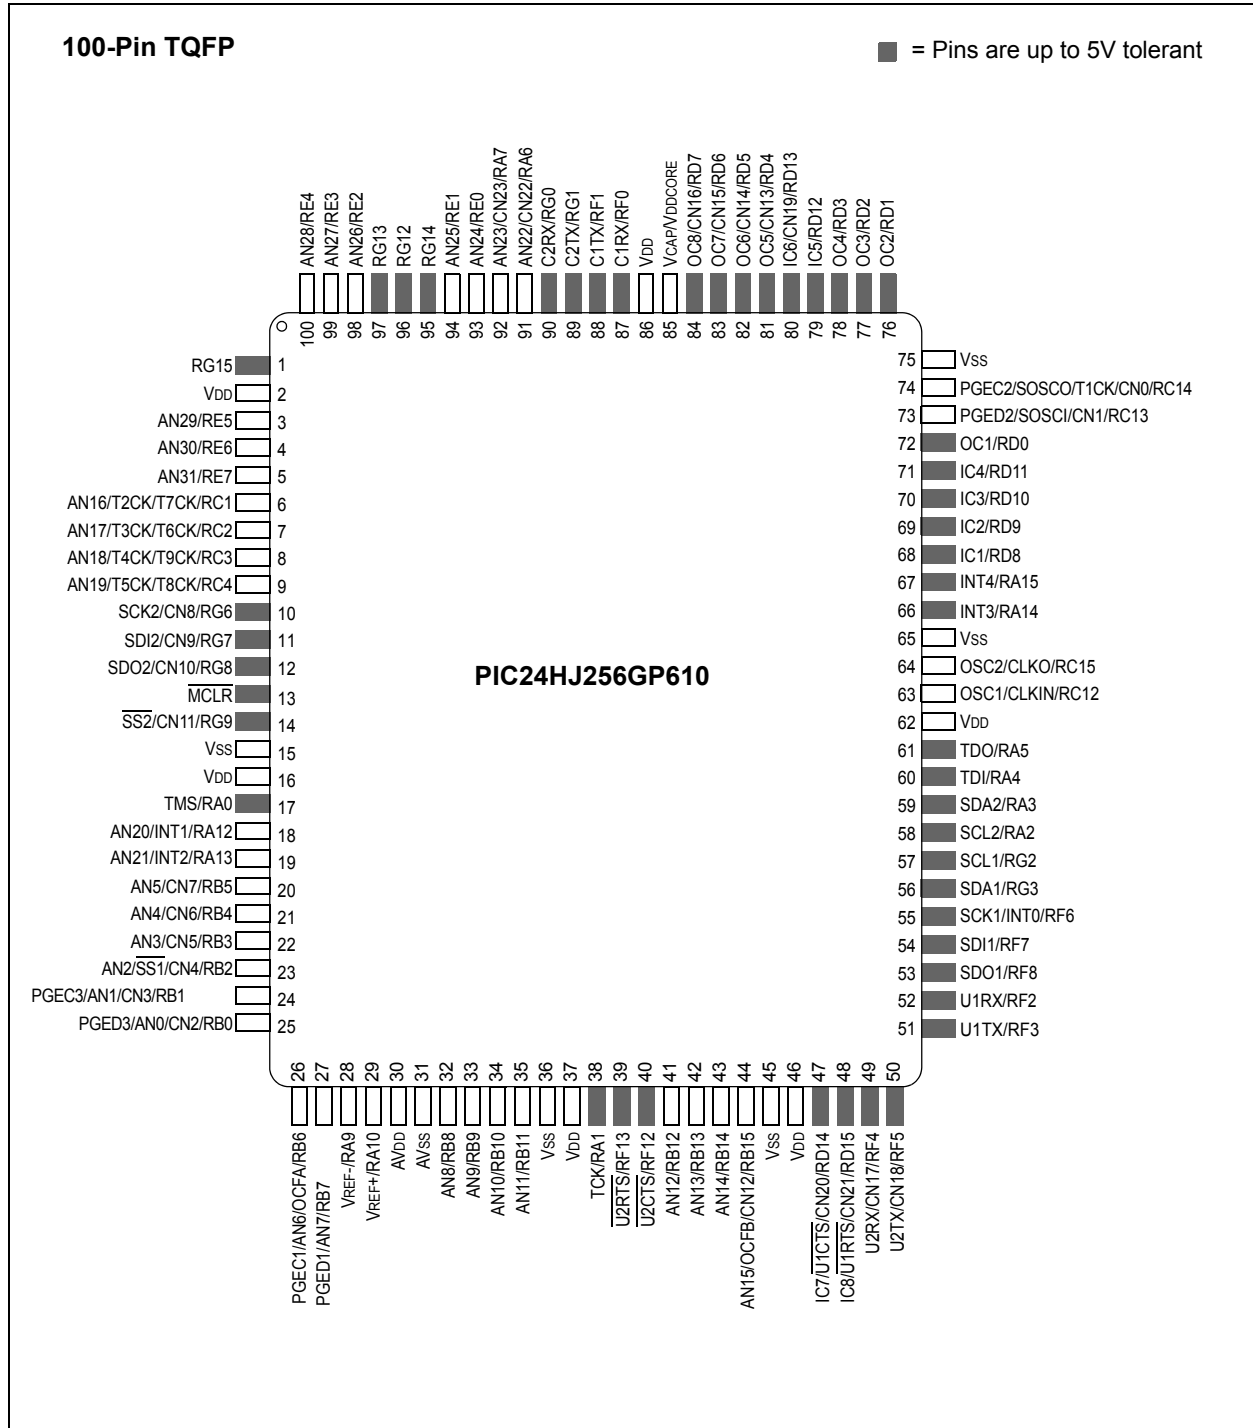 100-Pin TQFP
= Pins are up to 5V tolerant
AN28/RE4
AN27/RE3
AN26/RE2
RG13
RG12
RG14
AN25/RE1
AN24/RE0
AN23/CN23/RA7
AN22/CN22/RA6
C2RX/RG0
C2TX/RG1
C1TX/RF1
C1RX/RF0
VDD
VCAP/VDDCORE
OC8/CN16/RD7
OC7/CN15/RD6
OC6/CN14/RD5
OC5/CN13/RD4
IC6/CN19/RD13
IC5/RD12
OC4/RD3
OC3/RD2
OC2/RD1
100 99 98 97 96 95 94 93 92 91 90 89 88 87 86 85 84 83 82 81 80 79 78 77 76
RG15 1
VDD 2
AN29/RE5 3
AN30/RE6 4
AN31/RE7 5
AN16/T2CK/T7CK/RC1 6
AN17/T3CK/T6CK/RC2 7
AN18/T4CK/T9CK/RC3 8
AN19/T5CK/T8CK/RC4 9
SCK2/CN8/RG6 10
SDI2/CN9/RG7 11
SDO2/CN10/RG8 12
MCLR 13
SS2/CN11/RG9 14
VSS 15
VDD 16
TMS/RA0 17
AN20/INT1/RA12 18
AN21/INT2/RA13 19
AN5/CN7/RB5 20
AN4/CN6/RB4 21
AN3/CN5/RB3 22
AN2/SS1/CN4/RB2 23
PGEC3/AN1/CN3/RB1 24
PGED3/AN0/CN2/RB0 25
PIC24HJ256GP610
75 VSS
74 PGEC2/SOSCO/T1CK/CN0/RC14
73 PGED2/SOSCI/CN1/RC13
72 OC1/RD0
71 IC4/RD11
70 IC3/RD10
69 IC2/RD9
68 IC1/RD8
67 INT4/RA15
66 INT3/RA14
65 VSS
64 OSC2/CLKO/RC15
63 OSC1/CLKIN/RC12
62 VDD
61 TDO/RA5
60 TDI/RA4
59 SDA2/RA3
58 SCL2/RA2
57 SCL1/RG2
56 SDA1/RG3
55 SCK1/INT0/RF6
54 SDI1/RF7
53 SDO1/RF8
52 U1RX/RF2
51 U1TX/RF3
26 27 28 29 30 31 32 33 34 35 36 37 38 39 40 41 42 43 44 45 46 47 48 49 50
PGEC1/AN6/OCFA/RB6
PGED1/AN7/RB7
VREF-/RA9
VREF+/RA10
AVDD
AVSS
AN8/RB8
AN9/RB9
AN10/RB10
AN11/RB11
VSS
VDD
TCK/RA1
U2RTS/RF13
U2CTS/RF12
AN12/RB12
AN13/RB13
AN14/RB14
AN15/OCFB/CN12/RB15
VSS
VDD
IC7/U1CTS/CN20/RD14
IC8/U1RTS/CN21/RD15
U2RX/CN17/RF4
U2TX/CN18/RF5